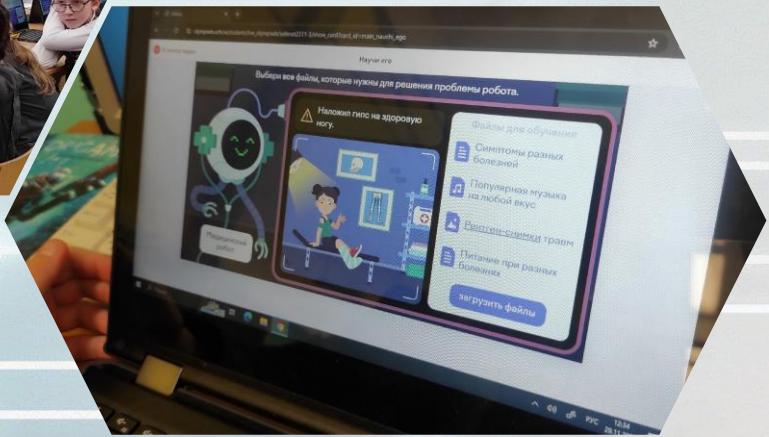 Научи его
Выбери все файлы, которые нужны для решения проблемы робота.
Наложил гипс на здоровую
ногу.
Медицинский
робот
Файлы для обучения
Симптомы разных
болезней
Популярная музыка
на любой вкус
Рентген-снимки травм
Питание при разных
болезнях
загрузить файлы
РУС
12:34